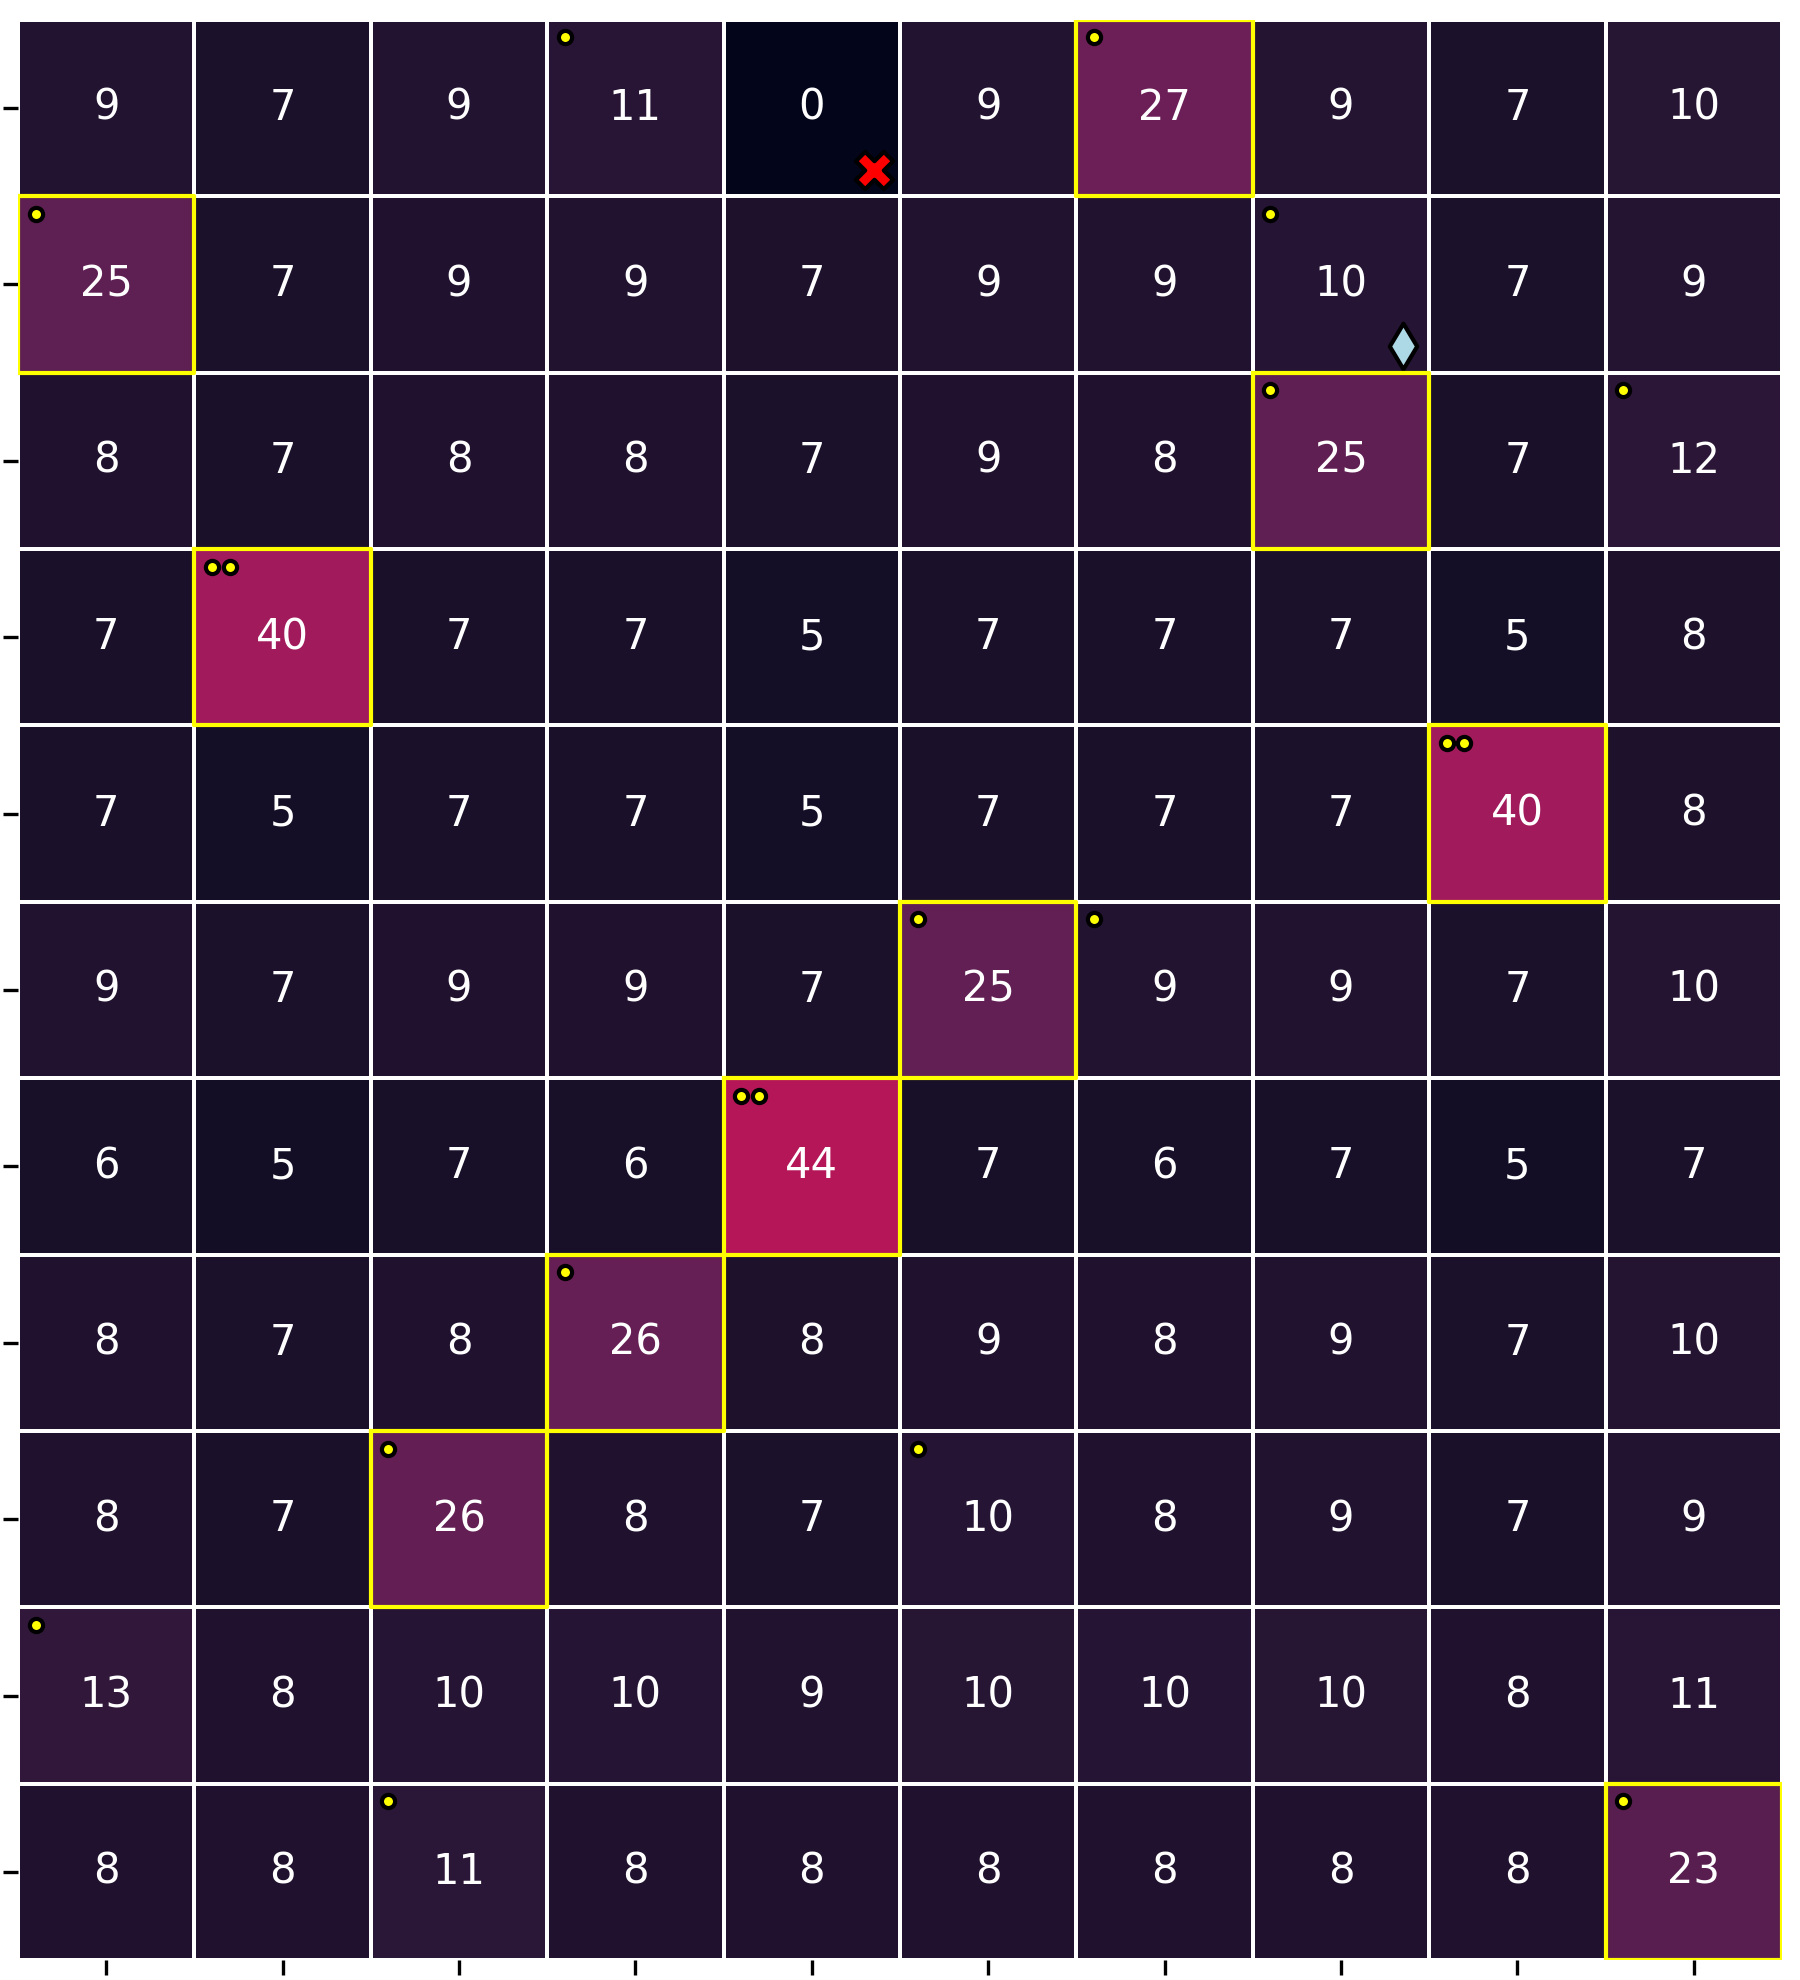 9 7 9 11 0 9 27 9 7 10
25 7 9 9 7 9 9 10 7 9
8 7 8 8 7 9 8 25 7 12
7 40 7 7 5 7 7 7 5 8
7 5 7 7 5 7 7 7 40 8
9 7 9 9 7 25 9 9 7 10
6 5 7 6 44 7 6 7 5 7
8 7 8 26 8 9 8 9 7 10
8 7 26 8 7 10 8 9 7 9
13 8 10 10 9 10 10 10 8 11
8 8 11 8 8 8 8 8 8 23